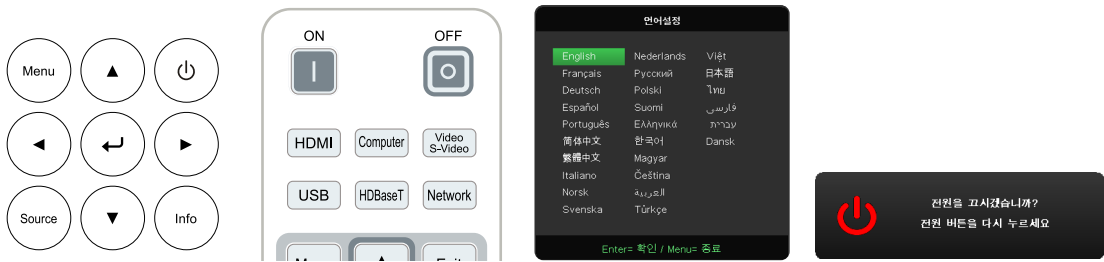 Menu
Source
Info
ON
OFF
HDMI
Computer
Video
S-Video
USB
HDBaseT
Network
언어설정
English
Nederlands
Việt
Français
Русский
日本語
Deutsch
Polski
ไทย
Español
Suomi
فارسی
Português
Ελληνικά
עברית
简体中文
한국어
Dansk
繁體中文
Magyar
Italiano
Čeština
Norsk
العربية
Svenska
Türkçe
Enter= 확인 / Menu= 종료
전원을 끄시겠습니까?
전원 버튼을 다시 누르세요